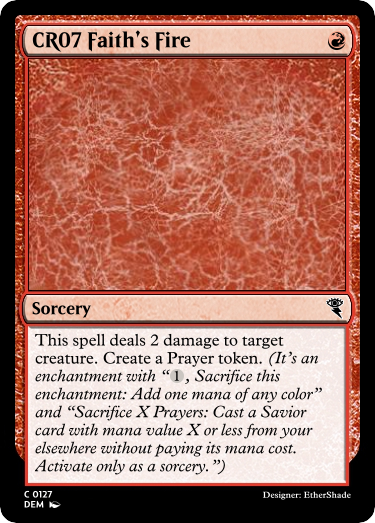 CR07 Faith's Fire
Sorcery
This spell deals 2 damage to target
creature. Create a Prayer token. (It's an
enchantment with “1, Sacrifice this
enchantment: Add one mana of any color”
and “Sacrifice X Prayers: Cast a Savior
card with mana value X or less from your
elsewhere without paying its mana cost.
Activate only as a sorcery.”)
C 0127
DEM
Designer: EtherShade